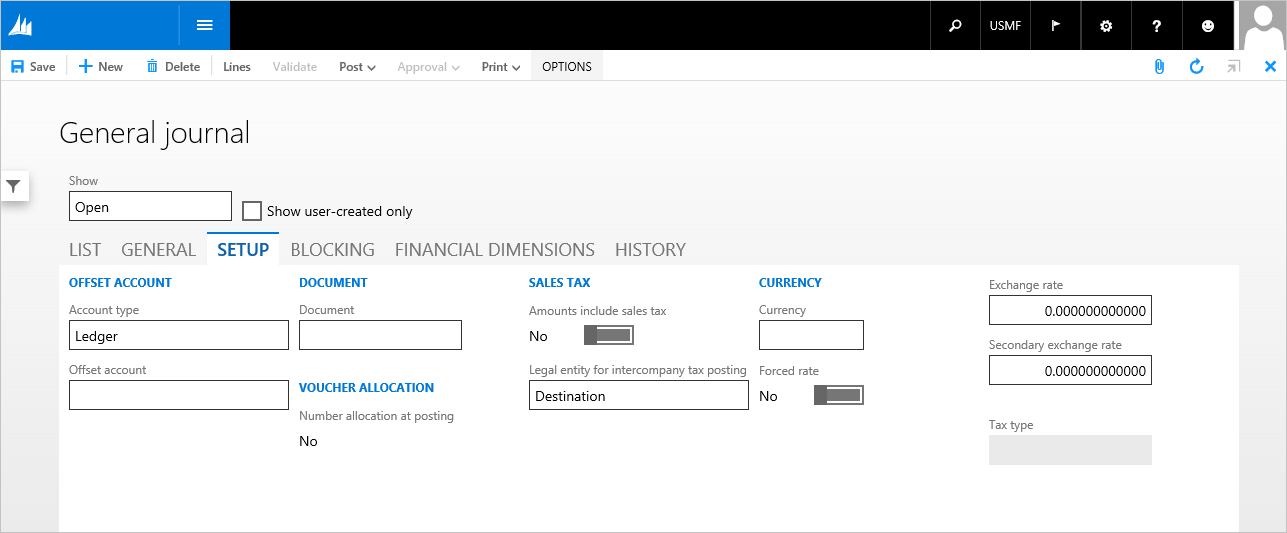 USMF ?
Save New Delete Lines Validate Post Approval Print OPTIONS
General journal
Show
Open
Show user-created only
LIST GENERAL SETUP BLOCKING FINANCIAL DIMENSIONS HISTORY
OFFSET ACCOUNT
Account type
Ledger
Offset account
DOCUMENT
Document
VOUCHER ALLOCATION
Number allocation at posting
No
SALES TAX
Amounts include sales tax
No
Legal entity for intercompany tax posting
Destination
CURRENCY
Currency
Forced rate
No
Exchange rate
0.000000000000
Secondary exchange rate
0.000000000000
Tax type